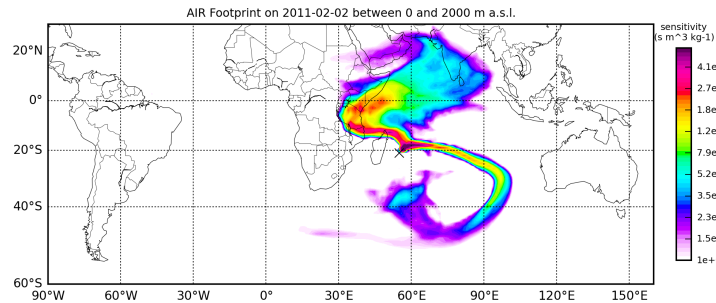 AIR Footprint on 2011-02-02 between 0 and 2000 m a.s.l.
sensitivity
(s m^3 kg-1)
20°N
0°
20°S
40°S
60°S
90°W 60°W 30°W 0° 30°E 60°E 90°E 120°E 150°E
4.1e
2.7e
1.8e
1.2e
7.9e
5.2e
3.5e
2.3e
1.5e
1e+